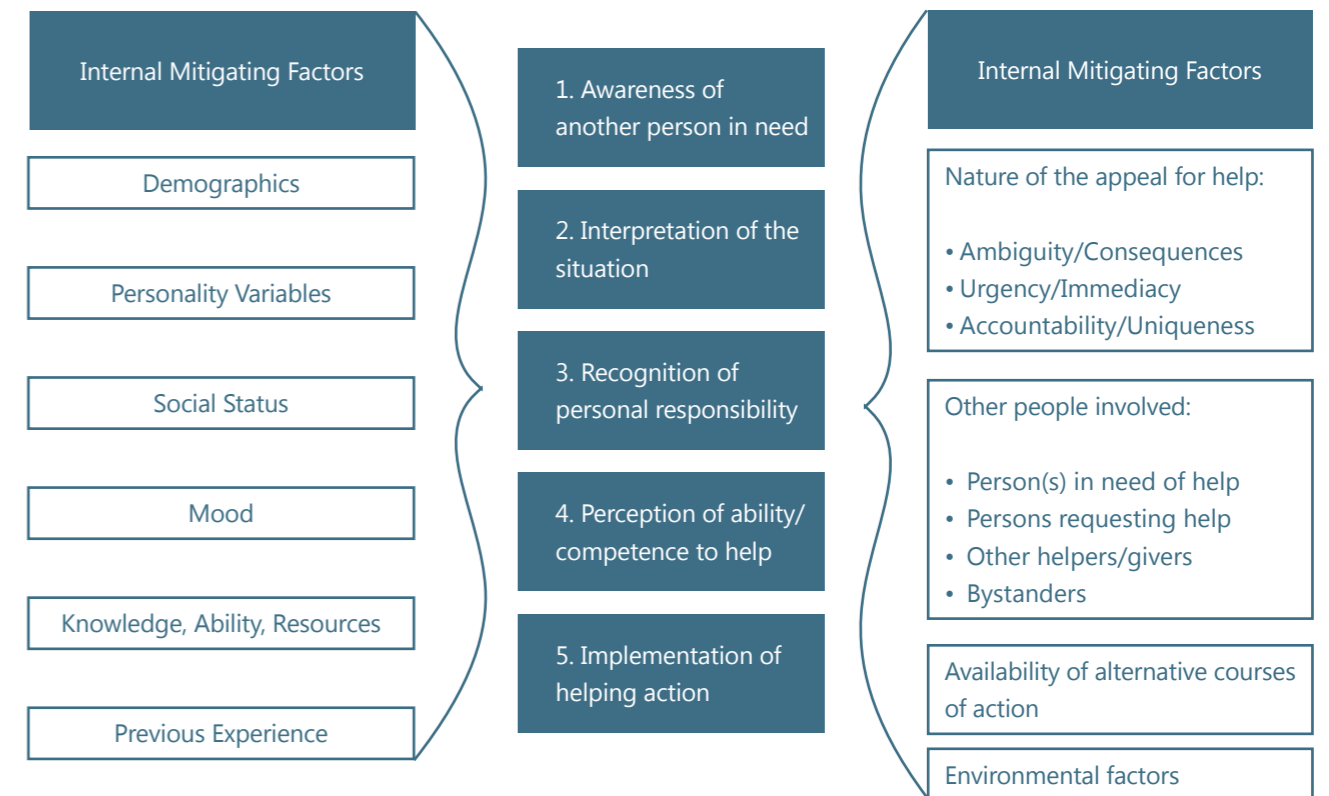 Internal Mitigating Factors
Demographics
Personality Variables
Social Status
Mood
Knowledge, Ability, Resources
Previous Experience
1. Awareness of
another person in need
2. Interpretation of the
situation
3. Recognition of
personal responsibility
4. Perception of ability/
competence to help
5. Implementation of
helping action
Internal Mitigating Factors
Nature of the appeal for help:
• Ambiguity/Consequences
• Urgency/Immediacy
• Accountability/Uniqueness
Other people involved:
• Person(s) in need of help
• Persons requesting help
• Other helpers/givers
• Bystanders
Availability of alternative courses
of action
Environmental factors